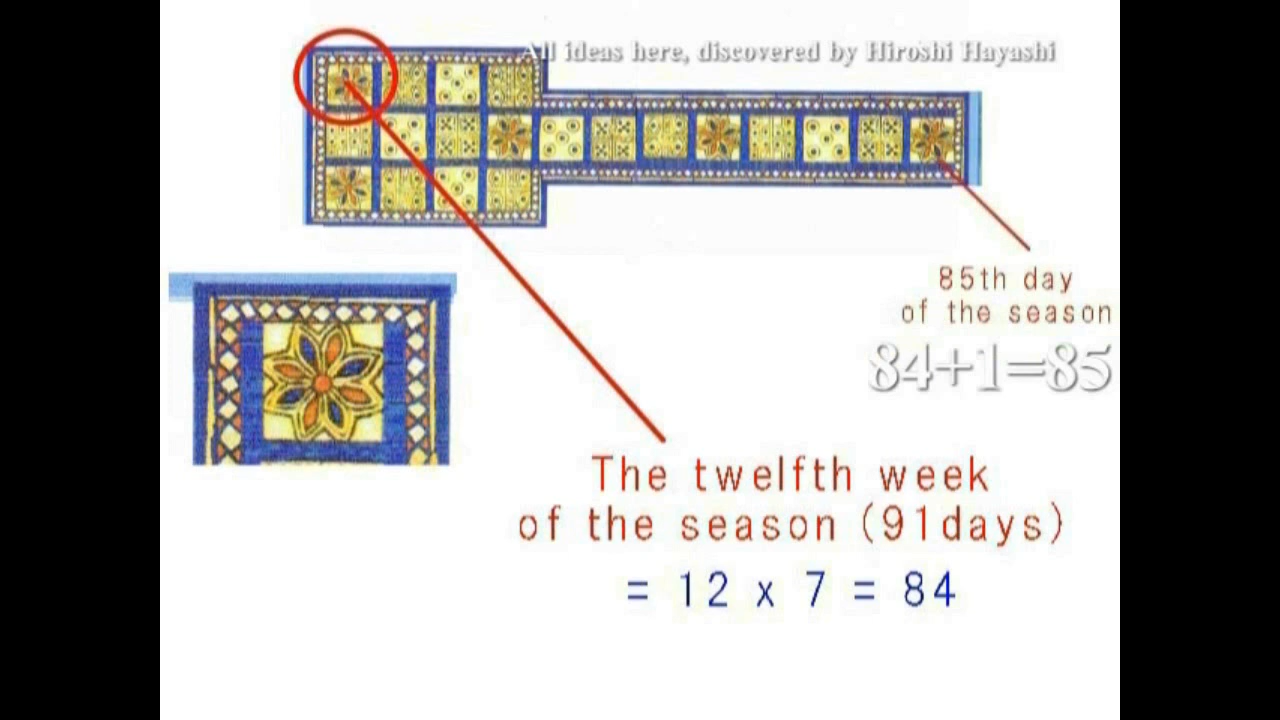 All ideas here, discovered by Hiroshi Hayashi
85th day
of the season
84+1=85
The twelfth week
of the season (91days)
= 12 x 7 = 84